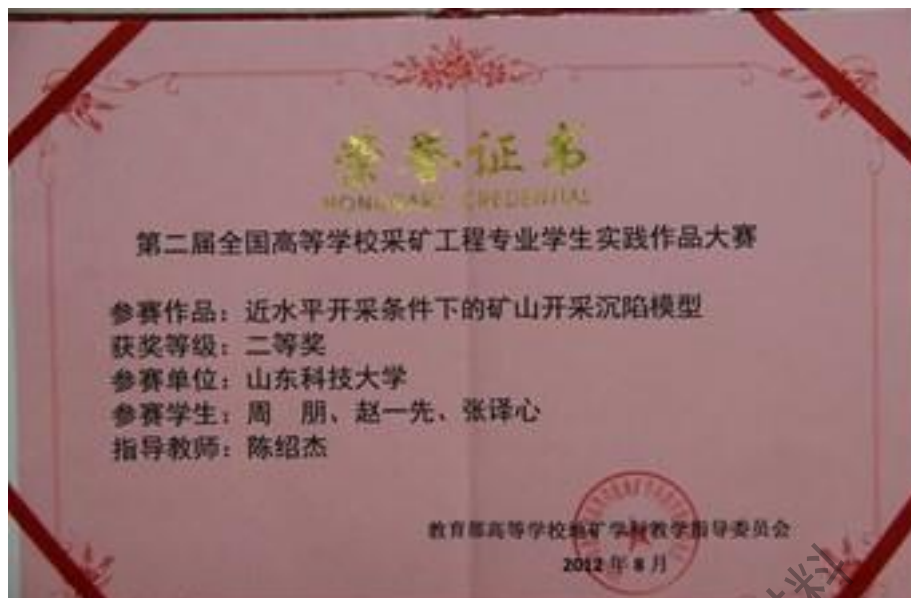 荣誉证书
HONORARY CREDENTIAL
第二届全国高等学校采矿工程专业学生实践作品大赛
参赛作品：近水平开采条件下的矿山开采沉陷模型
获奖等级：二等奖
参赛单位：山东科技大学
参赛学生：周　朋、赵一先、张译心
指导教师：陈绍杰
教育部高等学校地矿学科教学指导委员会
2012 年 8 月